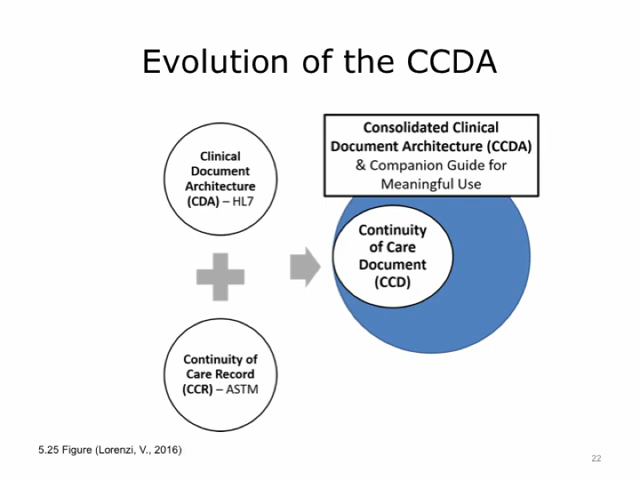 Evolution of the CCDA
Clinical
Document
Architecture
(CDA) – HL7
Continuity of
Care Record
(CCR) – ASTM
Consolidated Clinical
Document Architecture (CCDA)
& Companion Guide for
Meaningful Use
Continuity
of Care
Document
(CCD)
5.25 Figure (Lorenzi, V., 2016)
22